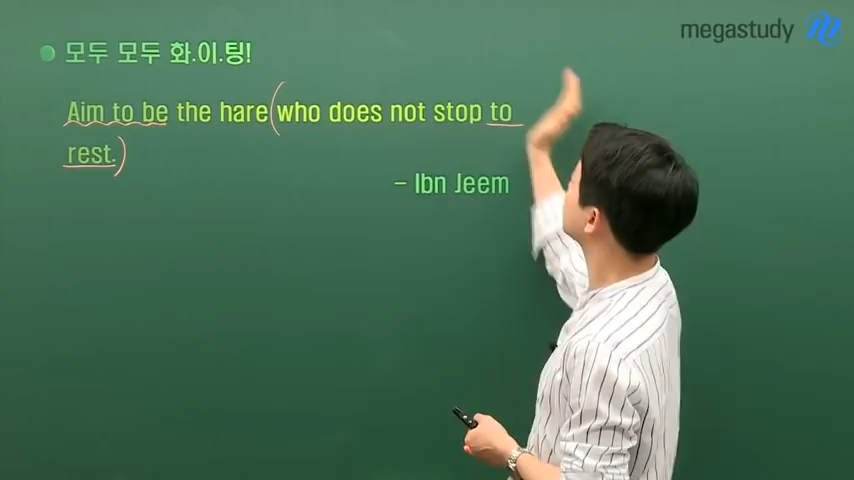 megastudy
모두 모두 화.이.팅!
Aim to be the hare (who does not stop to
rest.)
– Ibn Jeem